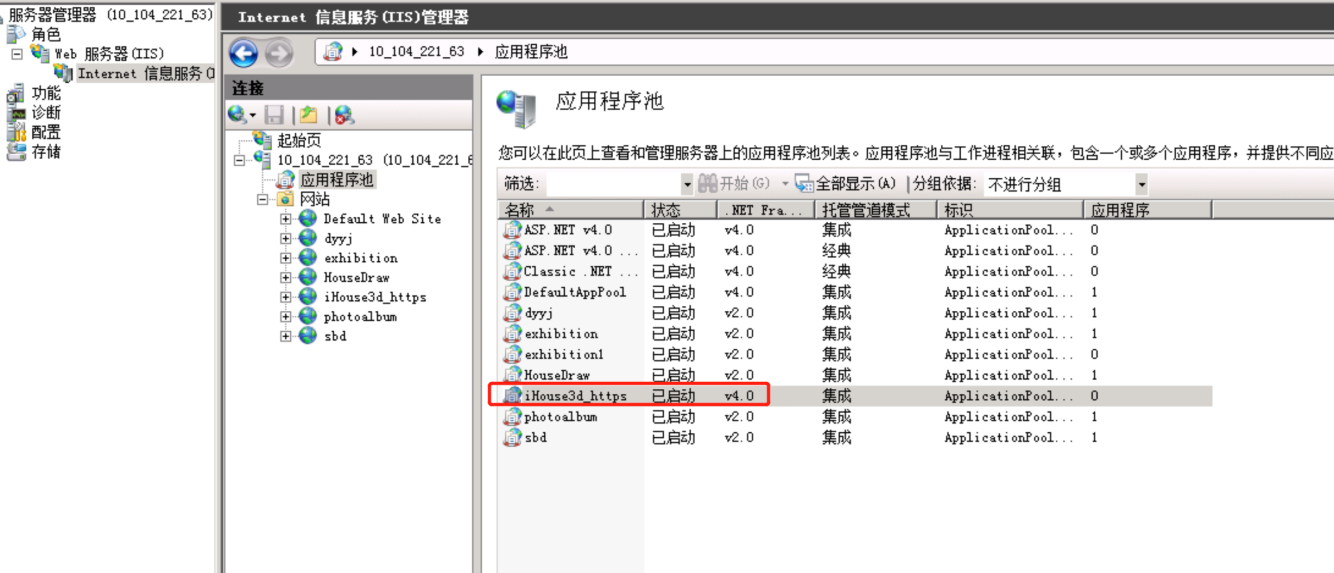 服务器管理器 (10_104_221_63)
角色
Web 服务器(IIS)
Internet 信息服务(I
功能
诊断
配置
存储
Internet 信息服务(IIS)管理器
10_104_221_63 应用程序池
连接
起始页
10_104_221_63 (10_104_221_6
应用程序池
网站
Default Web Site
dyyj
exhibition
HouseDraw
iHouse3d_https
photoalbum
sbd
应用程序池
您可以在此页上查看和管理服务器上的应用程序池列表。应用程序池与工作进程相关联，包含一个或多个应用程序，并提供不同应
筛选: 开始(G) 全部显示(A) 分组依据: 不进行分组
名称 状态 .NET Fra... 托管管道模式 标识 应用程序
ASP.NET v4.0 已启动 v4.0 集成 ApplicationPool... 0
ASP.NET v4.0 ... 已启动 v4.0 经典 ApplicationPool... 0
Classic .NET ... 已启动 v4.0 经典 ApplicationPool... 0
DefaultAppPool 已启动 v4.0 集成 ApplicationPool... 1
dyyj 已启动 v2.0 集成 ApplicationPool... 1
exhibition 已启动 v2.0 集成 ApplicationPool... 1
exhibition1 已启动 v2.0 集成 ApplicationPool... 0
HouseDraw 已启动 v2.0 集成 ApplicationPool... 1
iHouse3d_https 已启动 v4.0 集成 ApplicationPool... 0
photoalbum 已启动 v2.0 集成 ApplicationPool... 1
sbd 已启动 v2.0 集成 ApplicationPool... 1